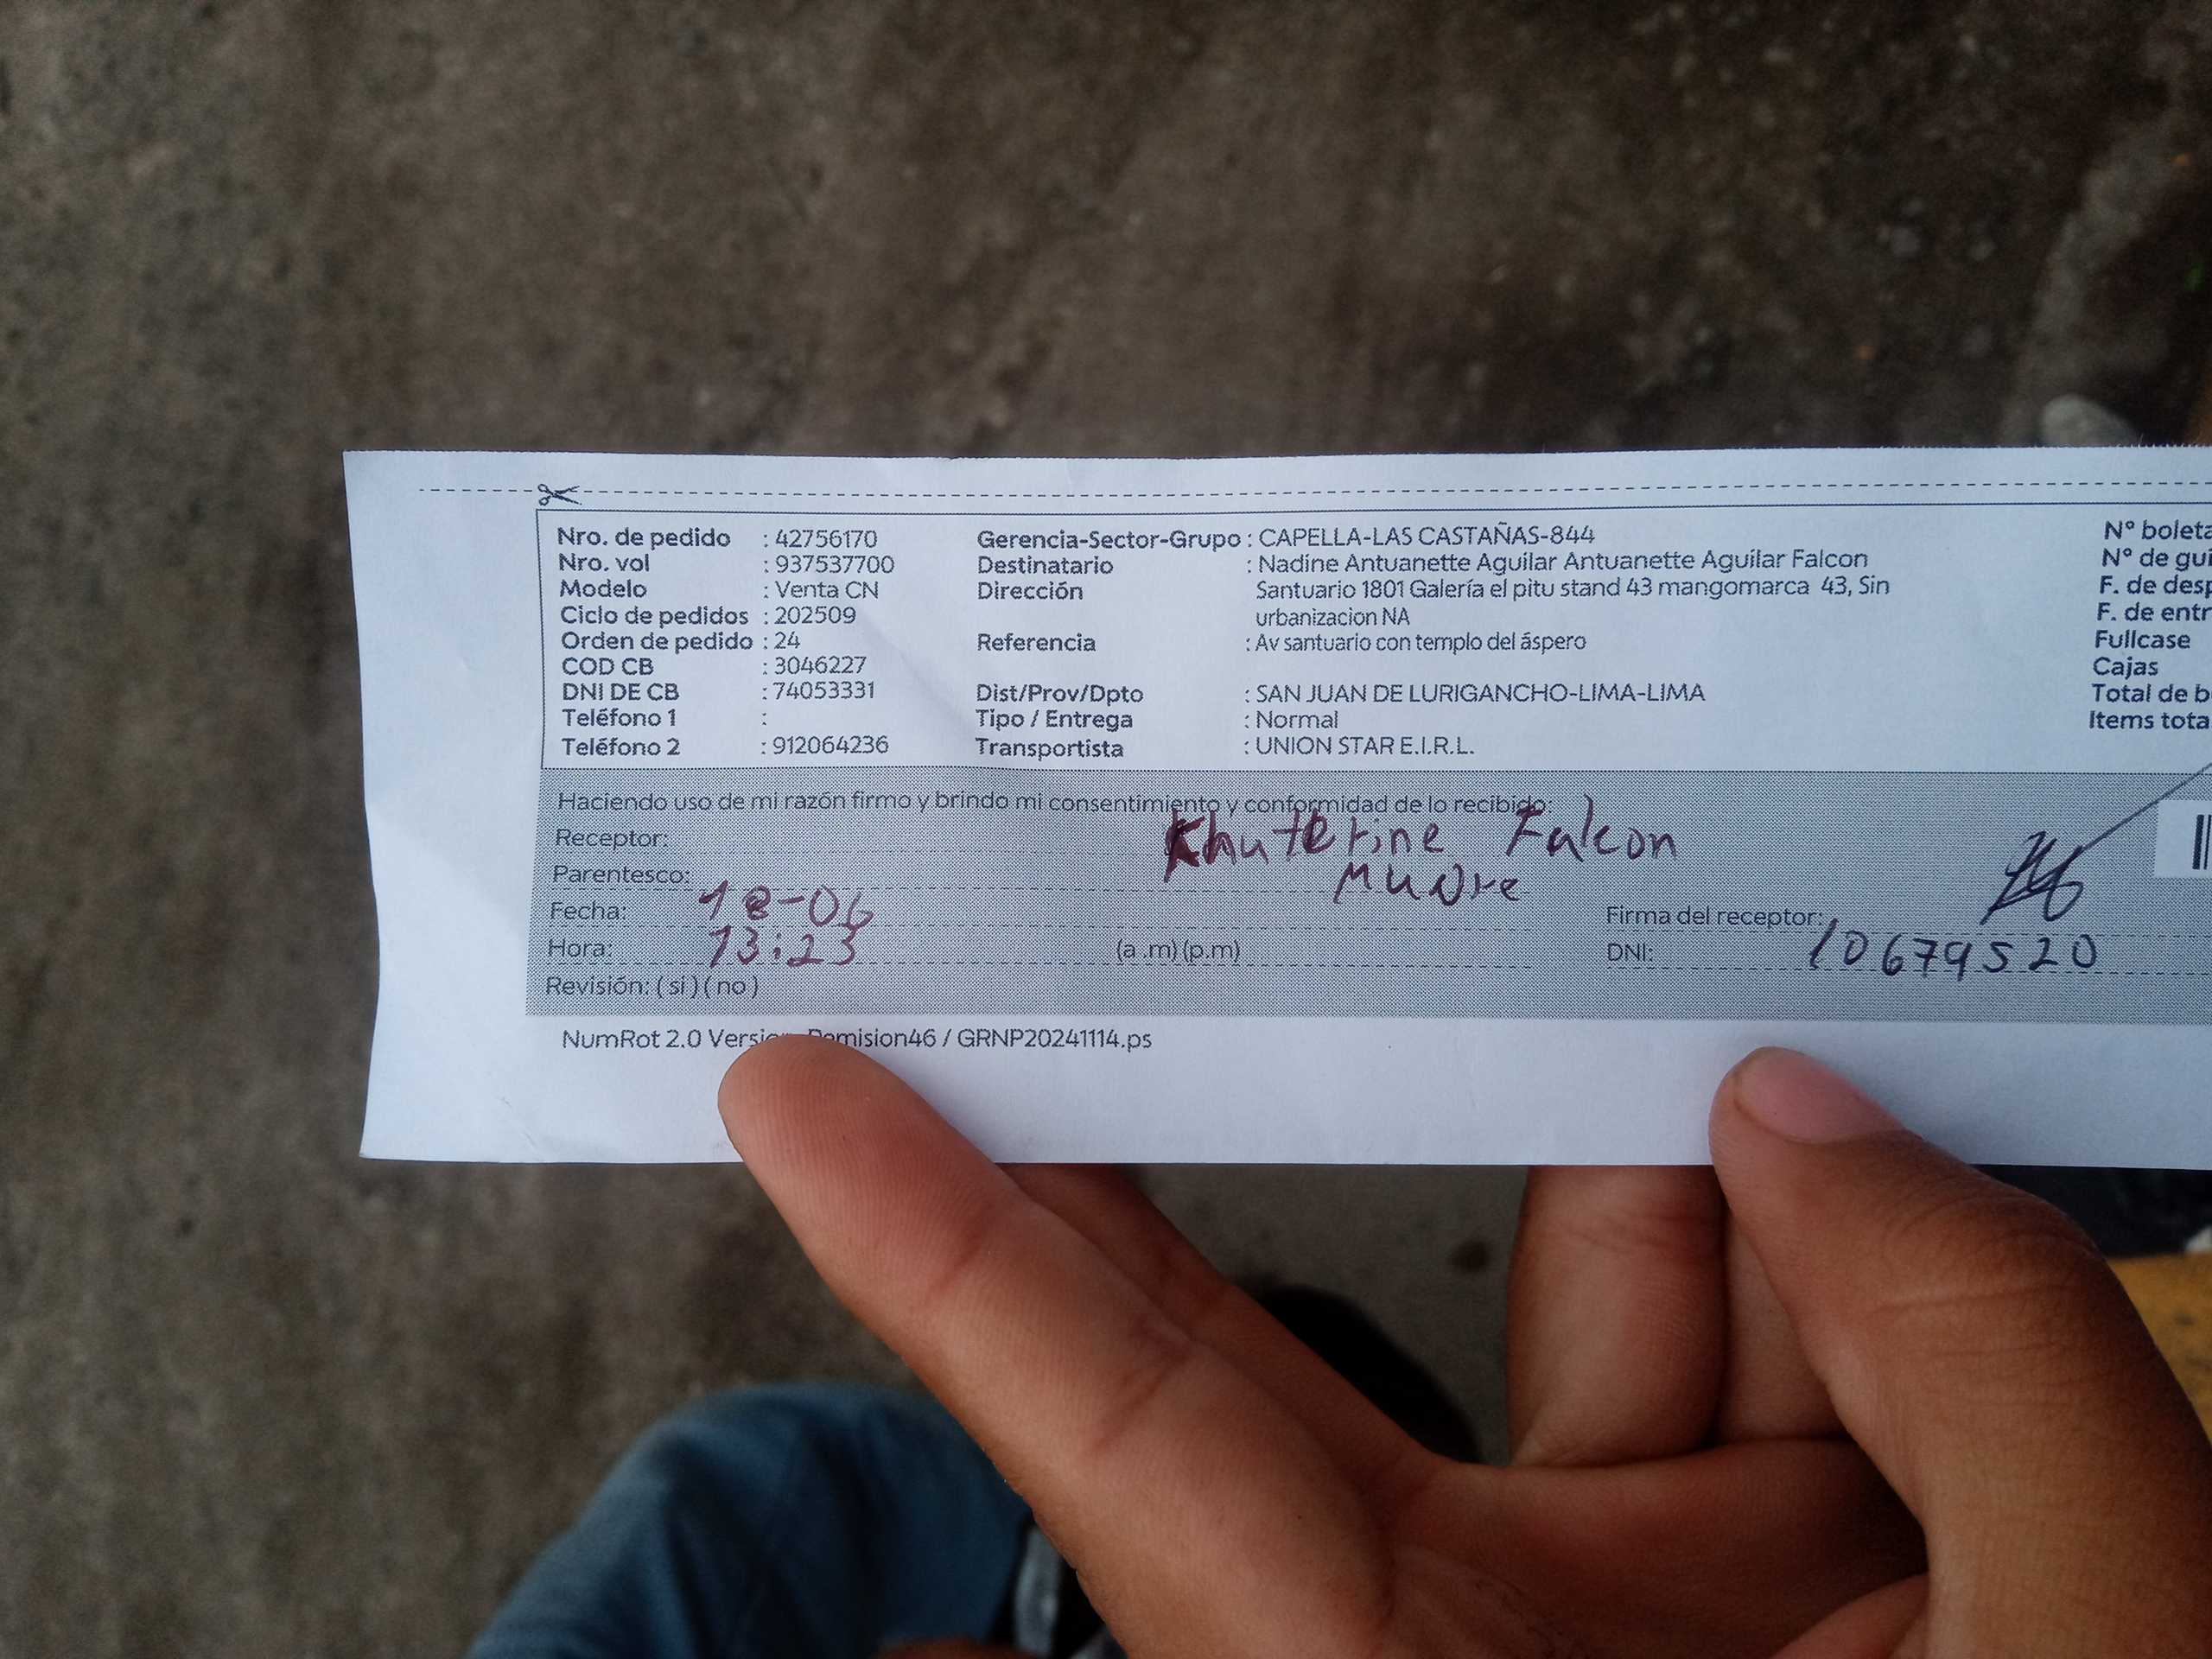 Nro. de pedido : 42756170
Nro. vol : 937537700
Modelo : Venta CN
Ciclo de pedidos : 202509
Orden de pedido : 24
COD CB : 3046227
DNI DE CB : 74053331
Teléfono 1 :
Teléfono 2 : 912064236
Gerencia-Sector-Grupo : CAPELLA-LAS CASTAÑAS-844
Destinatario : Nadine Antuanette Aguilar Antuanette Aguilar Falcon
Dirección Santuario 1801 Galería el pitu stand 43 mangomarca 43, Sin
urbanizacion NA
Referencia : Av santuario con templo del áspero
Dist/Prov/Dpto : SAN JUAN DE LURIGANCHO-LIMA-LIMA
Tipo / Entrega : Normal
Transportista : UNION STAR E.I.R.L.
N° boleta
N° de gui
F. de desp
F. de entr
Fullcase
Cajas
Total de b
Items tota
Haciendo uso de mi razón firmo y brindo mi consentimiento y conformidad de lo recibido:
Receptor: Khaterine Falcon
Parentesco: Madre
Fecha: 18-06
Hora: 13:23 (a .m) (p.m)
Firma del receptor:
DNI: 10679520
Revisión: ( si ) ( no )
NumRot 2.0 Version Remision46 / GRNP20241114.ps